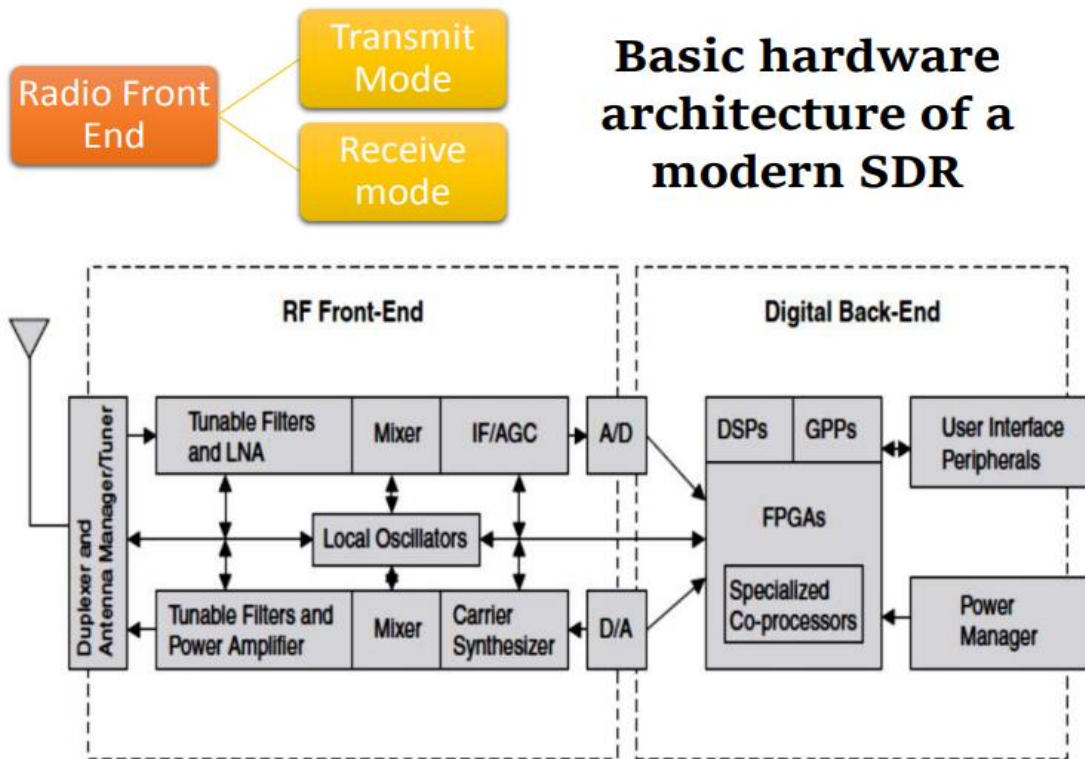 Radio Front
End
Transmit
Mode
Receive
mode
Basic hardware
architecture of a
modern SDR
RF Front-End
Digital Back-End
Duplexer and
Antenna Manager/Tuner
Tunable Filters
and LNA
Mixer
IF/AGC
A/D
Local Oscillators
Tunable Filters and
Power Amplifier
Mixer
Carrier
Synthesizer
D/A
DSPs
GPPs
FPGAs
Specialized
Co-processors
User Interface
Peripherals
Power
Manager